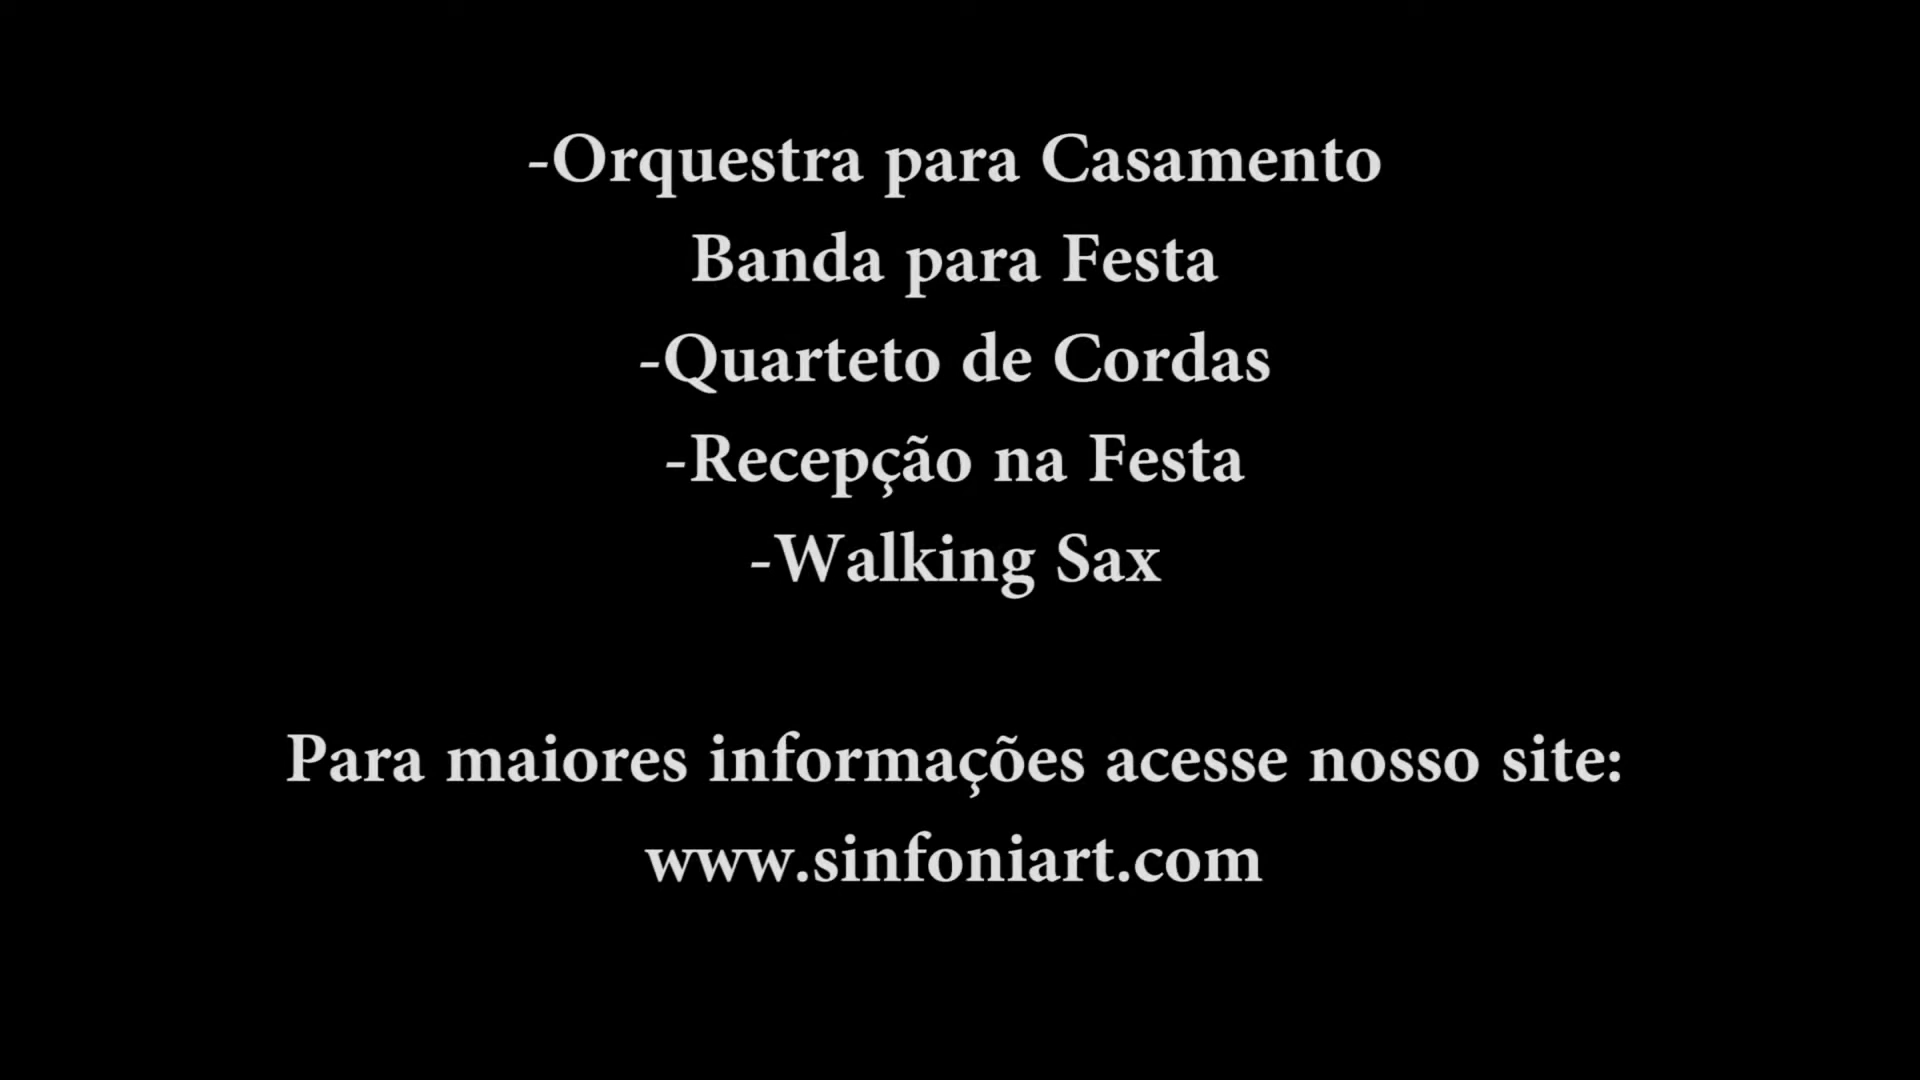 -Orquestra para Casamento
Banda para Festa
-Quarteto de Cordas
-Recepção na Festa
-Walking Sax
Para maiores informações acesse nosso site:
www.sinfoniart.com